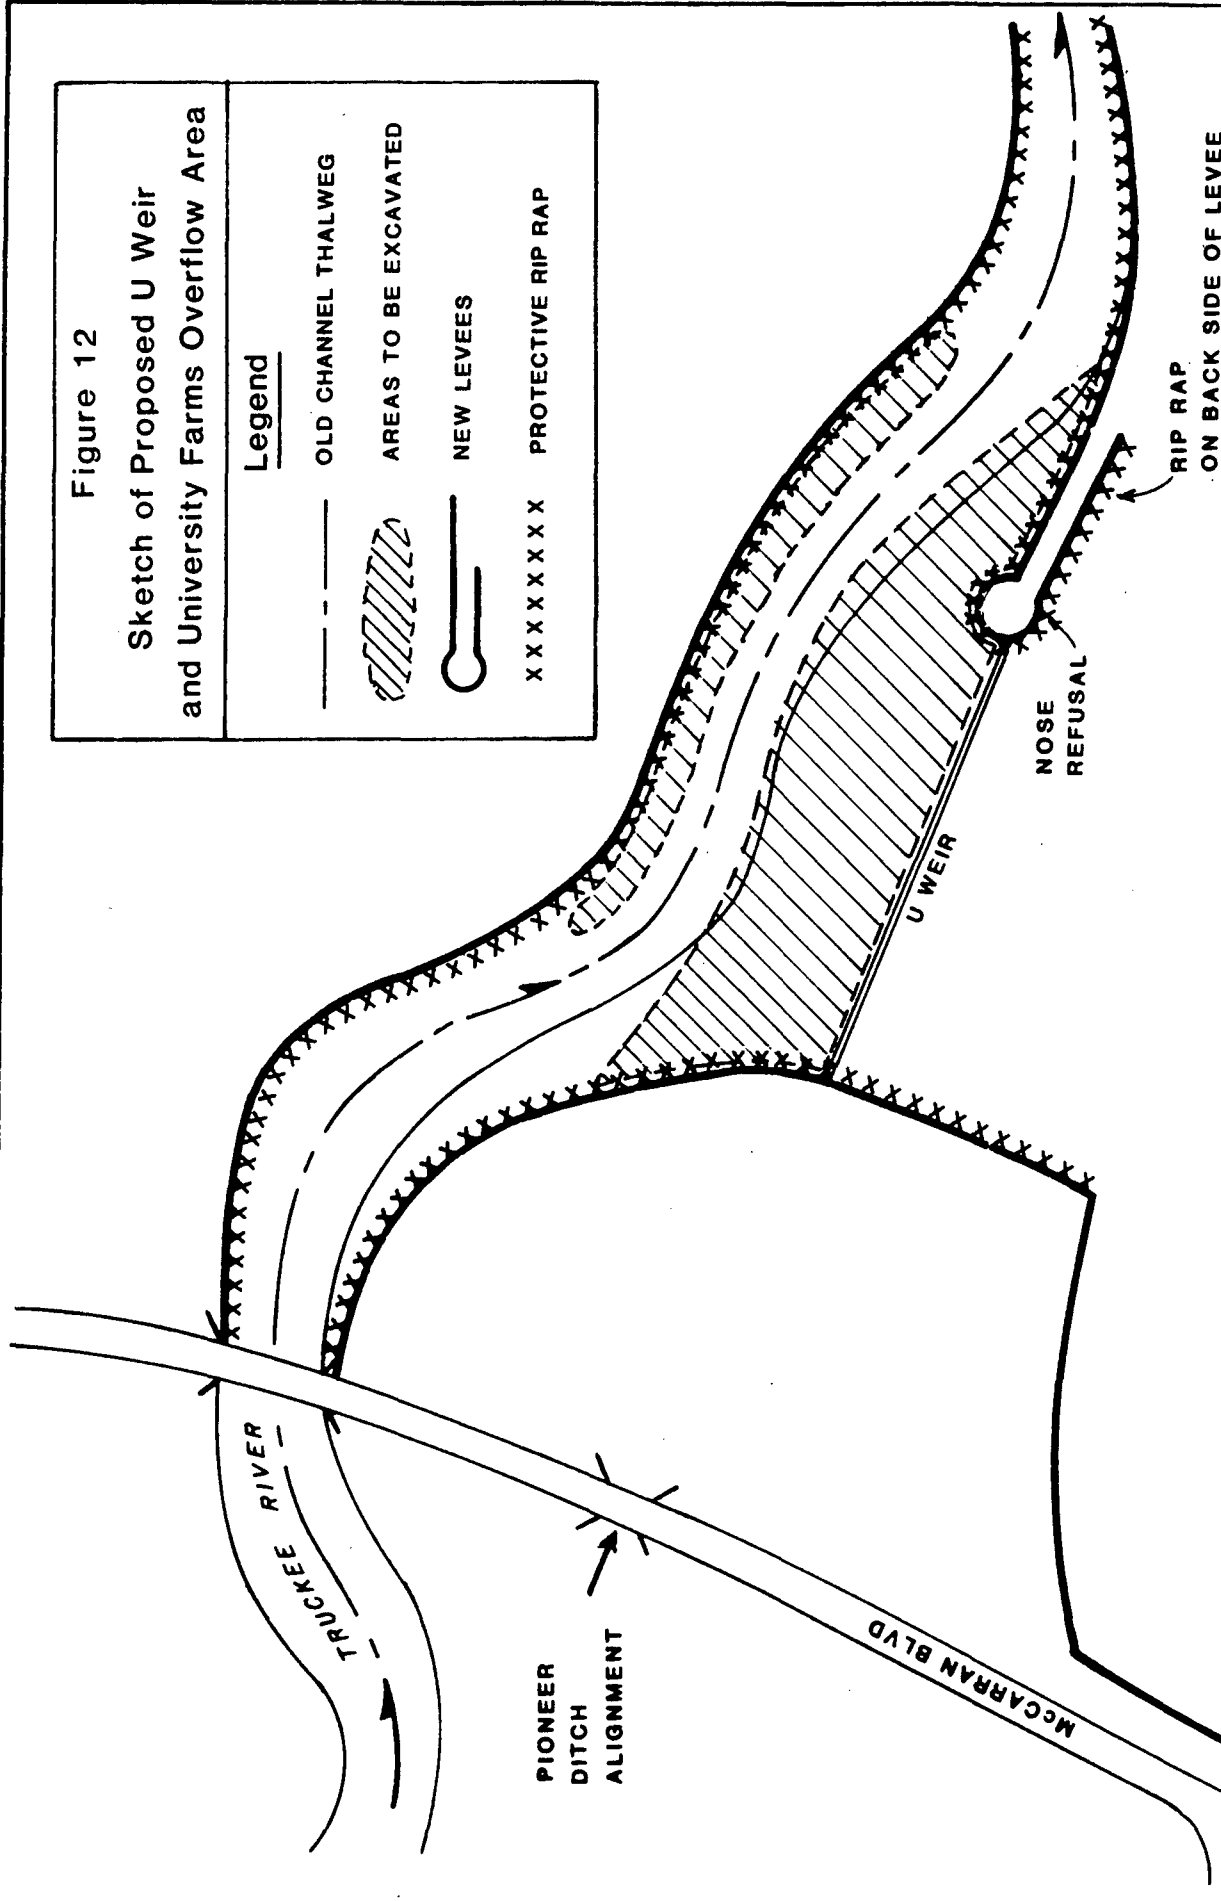 Figure 12
Sketch of Proposed U Weir
and University Farms Overflow Area
Legend
OLD CHANNEL THALWEG
AREAS TO BE EXCAVATED
NEW LEVEES
XXXXXXXX PROTECTIVE RIP RAP
TRUCKEE RIVER
PIONEER
DITCH
ALIGNMENT
McCARRAN BLVD
U WEIR
NOSE
REFUSAL
RIP RAP
ON BACK SIDE OF LEVEE